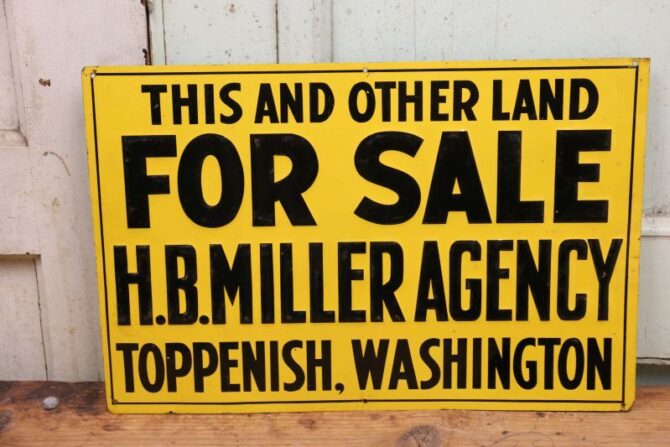 THIS AND OTHER LAND
FOR SALE
H.B. MILLER AGENCY
TOPPENISH, WASHINGTON